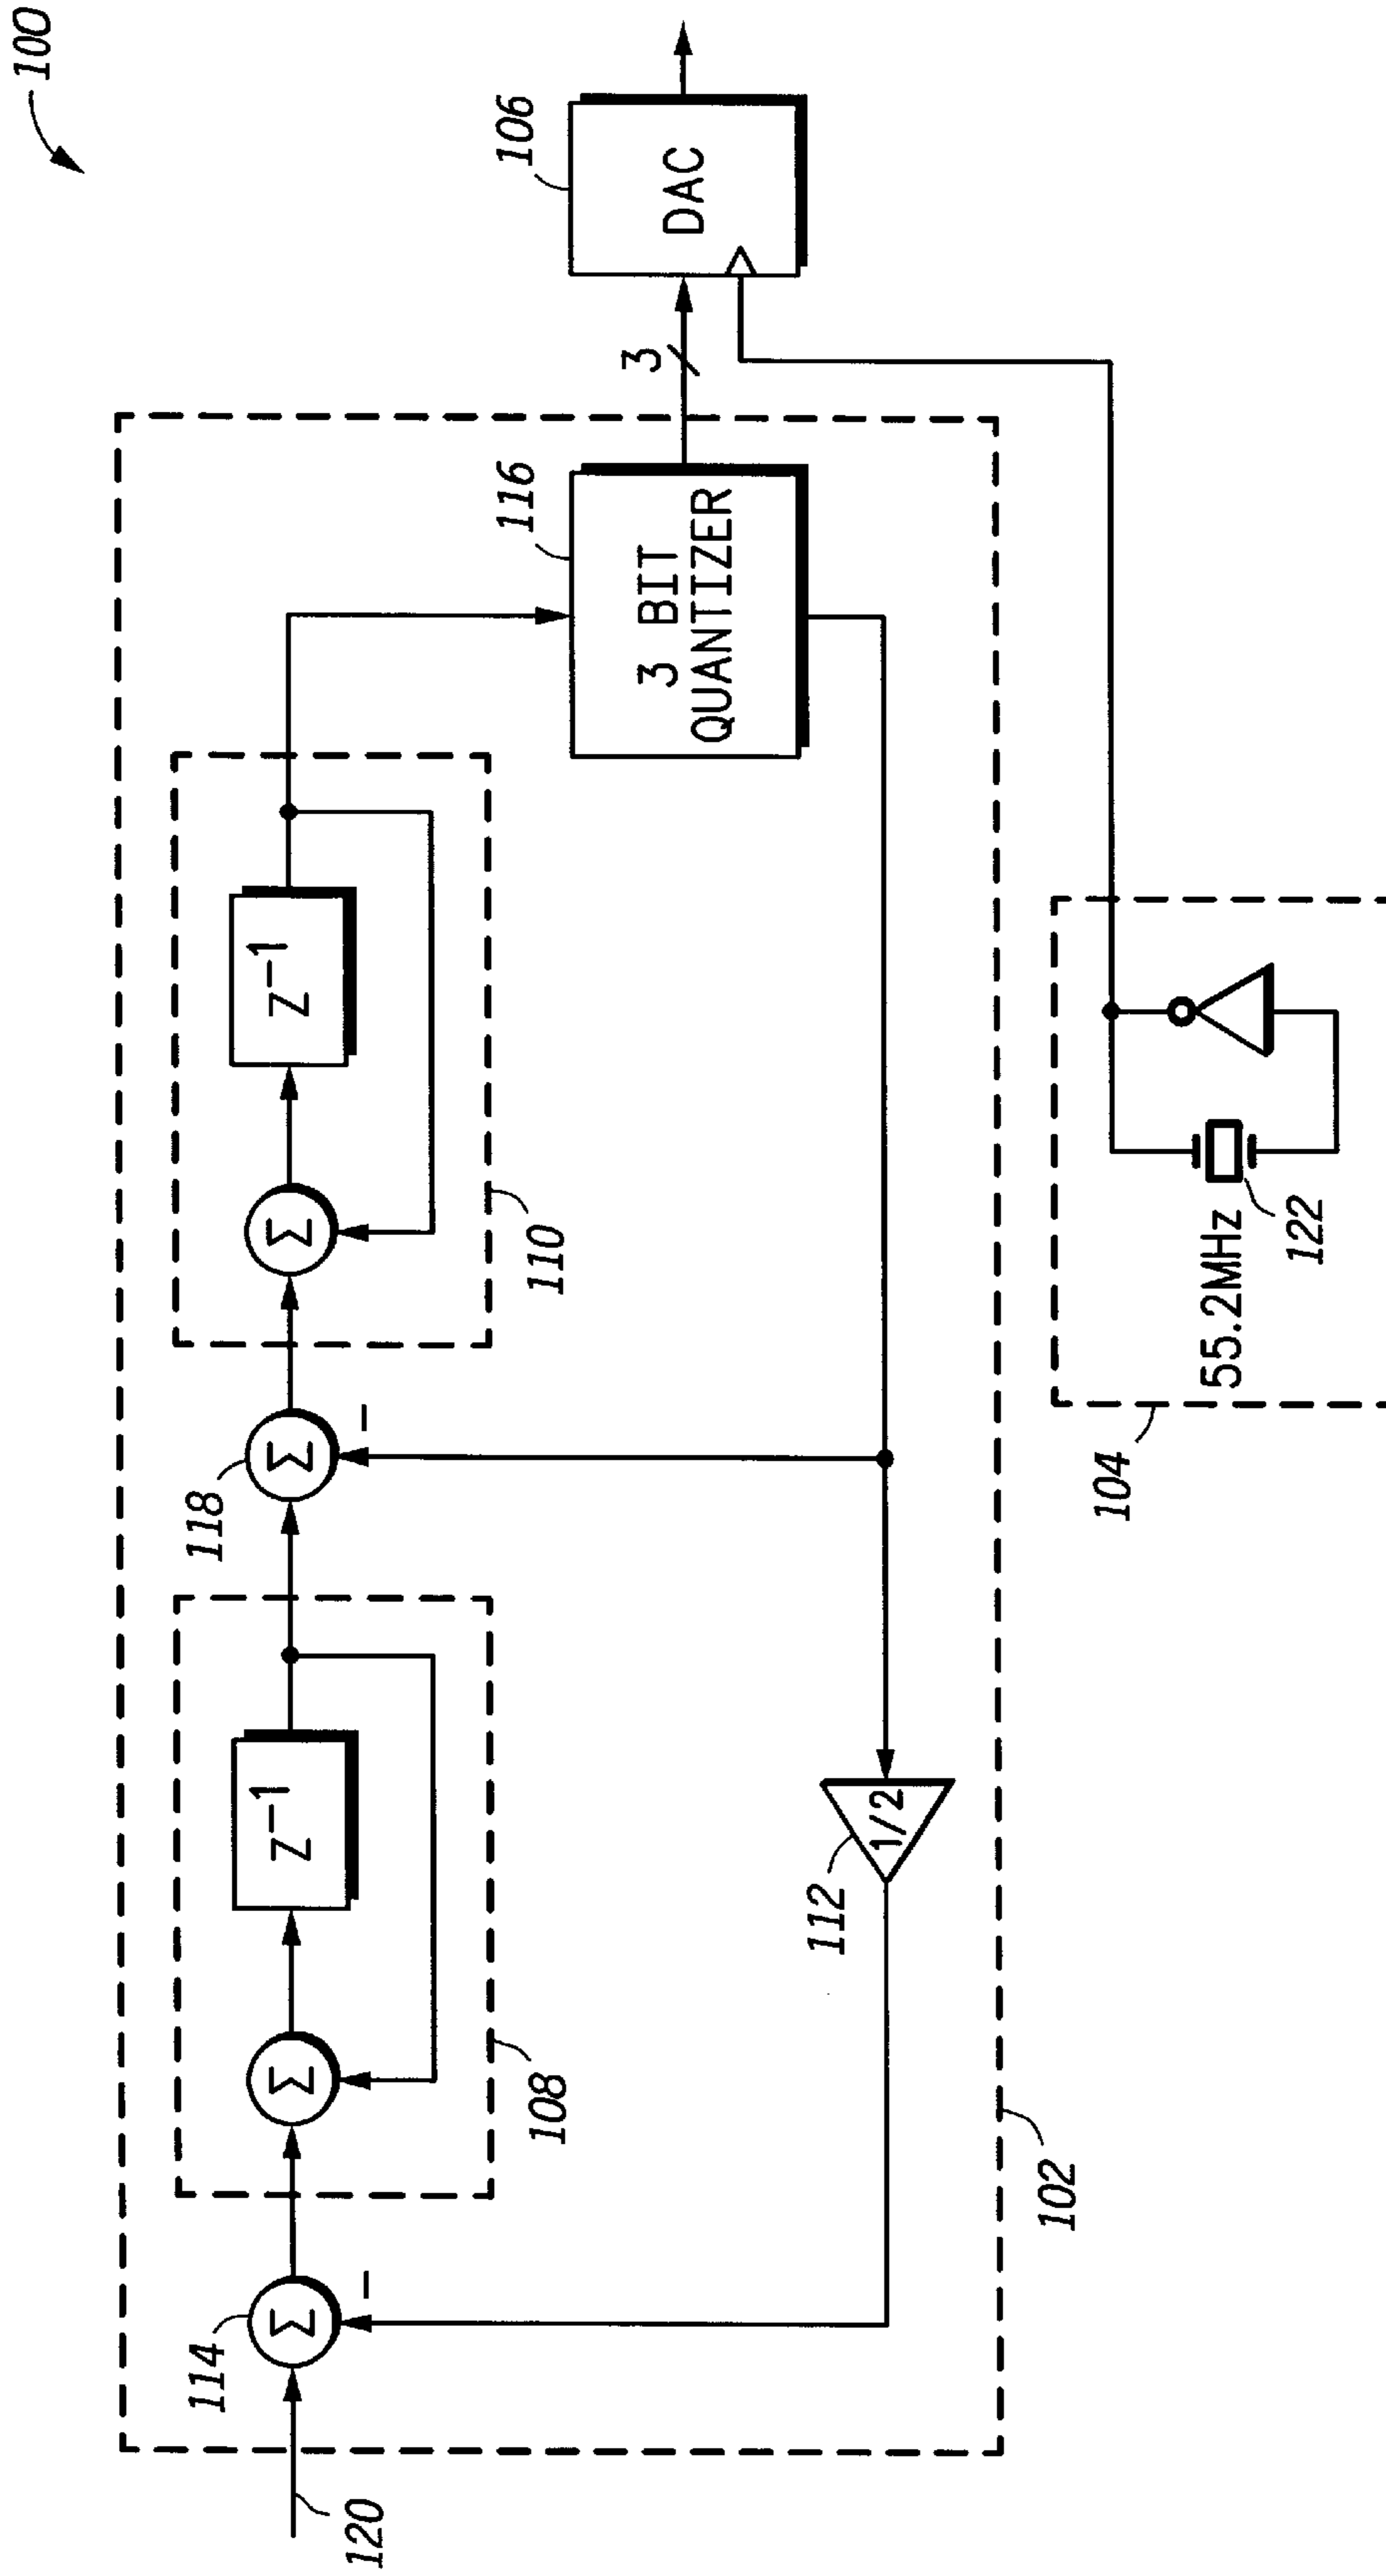 100
120
114
Σ
108
Σ
Z⁻¹
118
Σ
110
Σ
Z⁻¹
116
3 BIT
QUANTIZER
3
106
DAC
−
−
112
1/2
102
104
55.2MHz
122